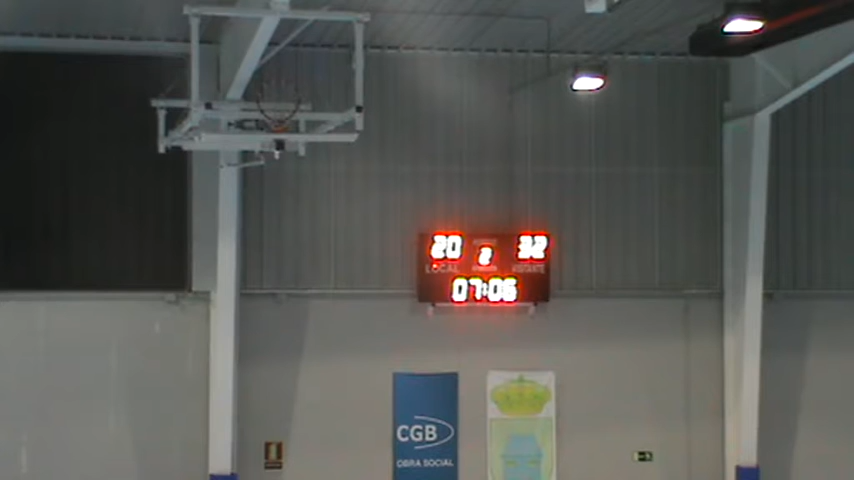 20 2 32
LOCAL VISITANTE
07:06
CGB
OBRA SOCIAL